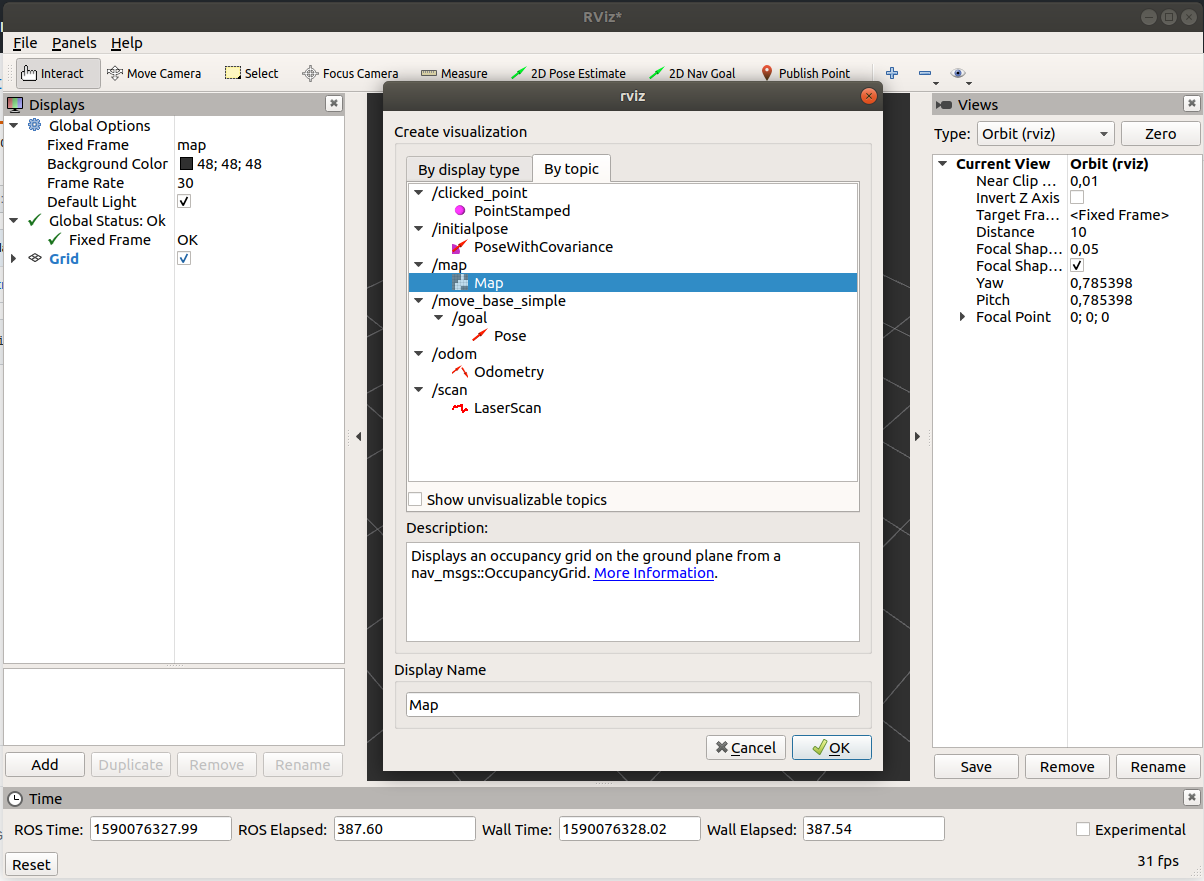 RViz*
File Panels Help
Interact Move Camera Select Focus Camera Measure 2D Pose Estimate 2D Nav Goal Publish Point
Displays
Global Options
Fixed Frame map
Background Color 48; 48; 48
Frame Rate 30
Default Light
Global Status: Ok
Fixed Frame OK
Grid
Add Duplicate Remove Rename
rviz
Create visualization
By display type By topic
/clicked_point
PointStamped
/initialpose
PoseWithCovariance
/map
Map
/move_base_simple
/goal
Pose
/odom
Odometry
/scan
LaserScan
Show unvisualizable topics
Description:
Displays an occupancy grid on the ground plane from a
nav_msgs::OccupancyGrid. More Information.
Display Name
Map
Cancel OK
Views
Type: Orbit (rviz) Zero
Current View Orbit (rviz)
Near Clip ... 0,01
Invert Z Axis
Target Fra... <Fixed Frame>
Distance 10
Focal Shap... 0,05
Focal Shap...
Yaw 0,785398
Pitch 0,785398
Focal Point 0; 0; 0
Save Remove Rename
Time
ROS Time: 1590076327.99 ROS Elapsed: 387.60 Wall Time: 1590076328.02 Wall Elapsed: 387.54 Experimental
Reset 31 fps